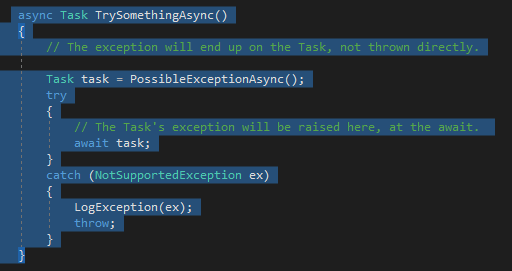 async Task TrySomethingAsync()
{
// The exception will end up on the Task, not thrown directly.
Task task = PossibleExceptionAsync();
try
{
// The Task's exception will be raised here, at the await.
await task;
}
catch (NotSupportedException ex)
{
LogException(ex);
throw;
}
}